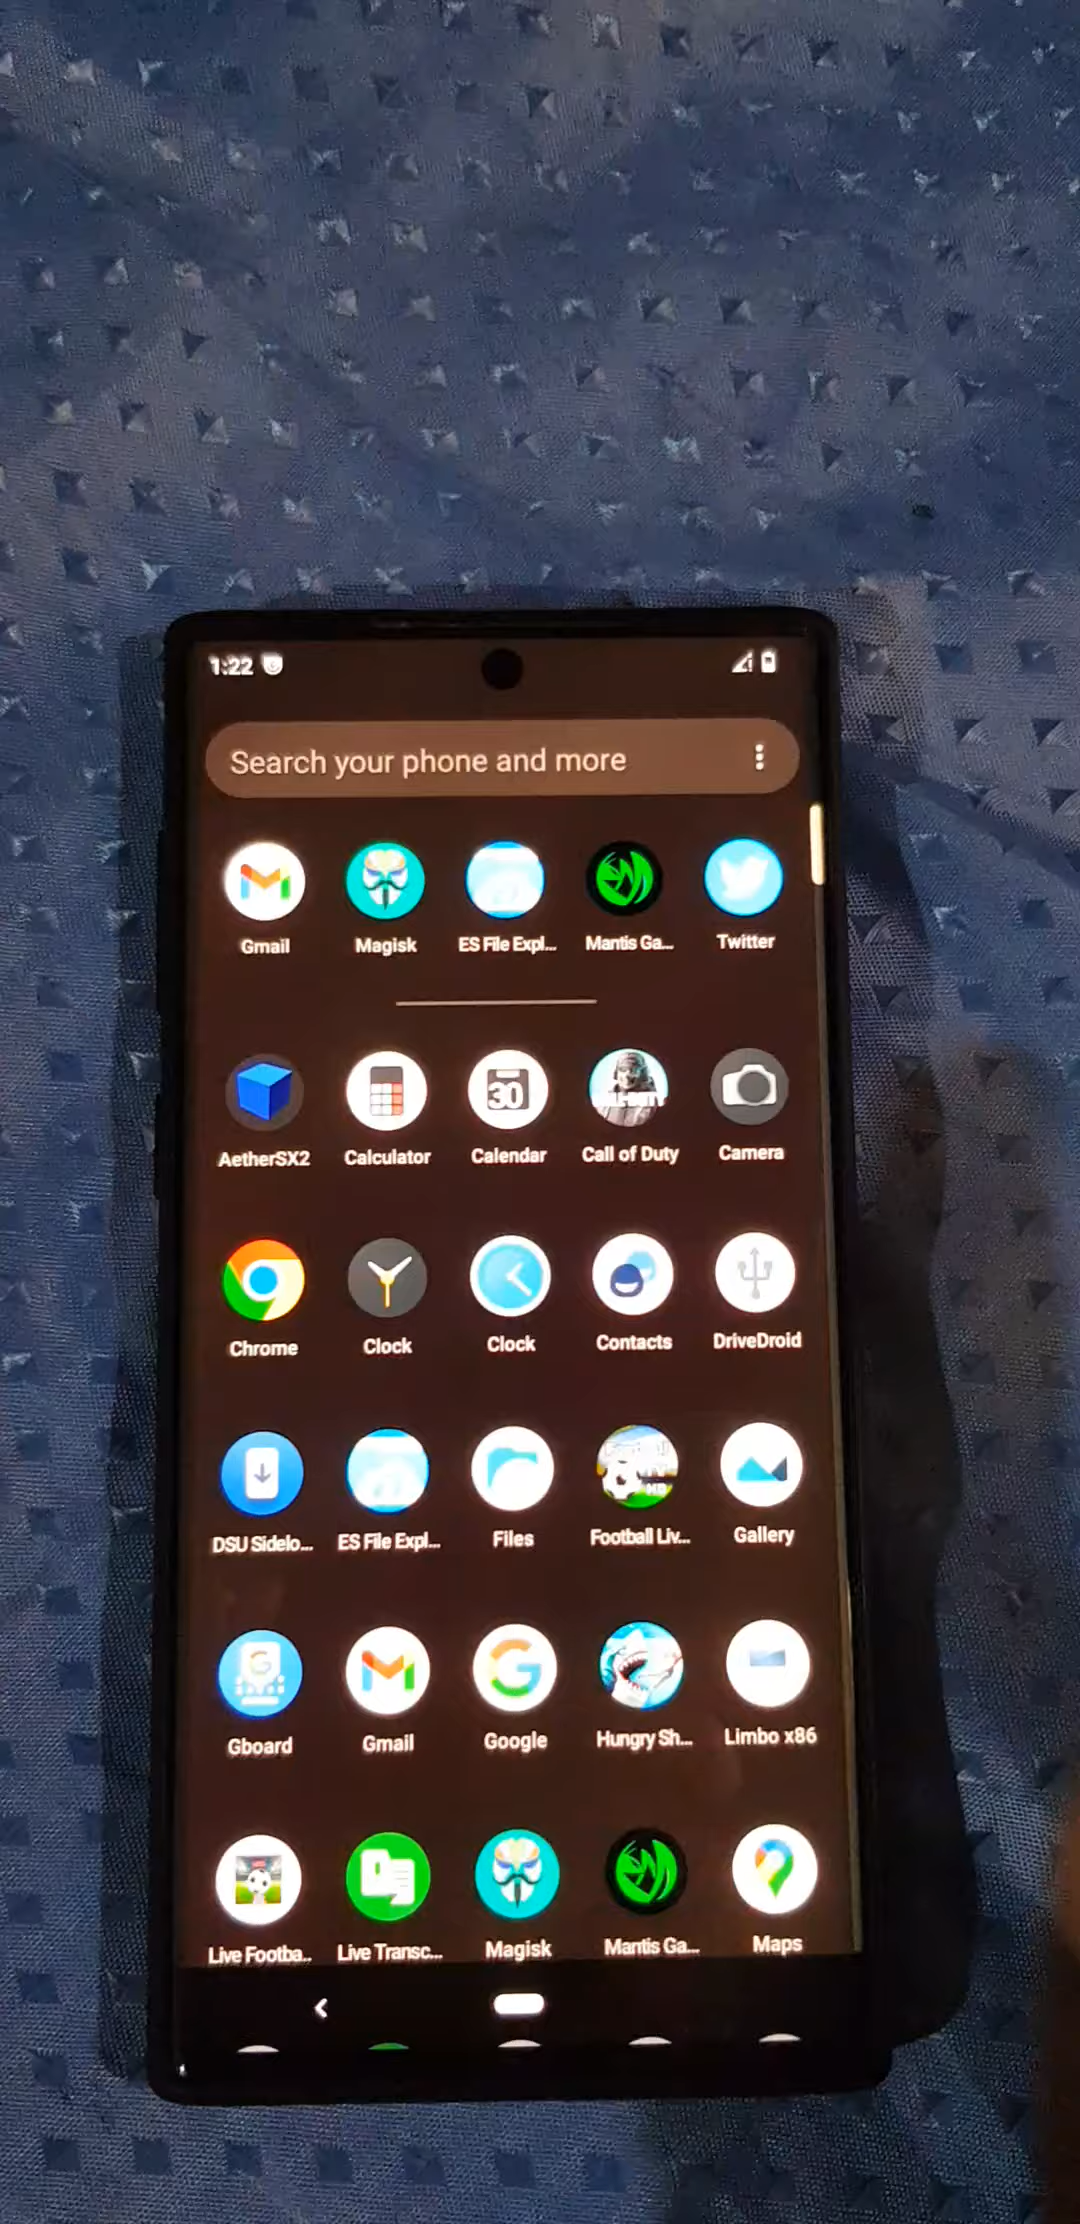 1:22
Search your phone and more
Gmail Magisk ES File Expl... Mantis Ga... Twitter
30
AetherSX2 Calculator Calendar Call of Duty Camera
Chrome Clock Clock Contacts DriveDroid
HD
DSU Sidelo... ES File Expl... Files Football Liv... Gallery
Gboard Gmail Google Hungry Sh... Limbo x86
Live Footba.. Live Transc... Magisk Mantis Ga... Maps